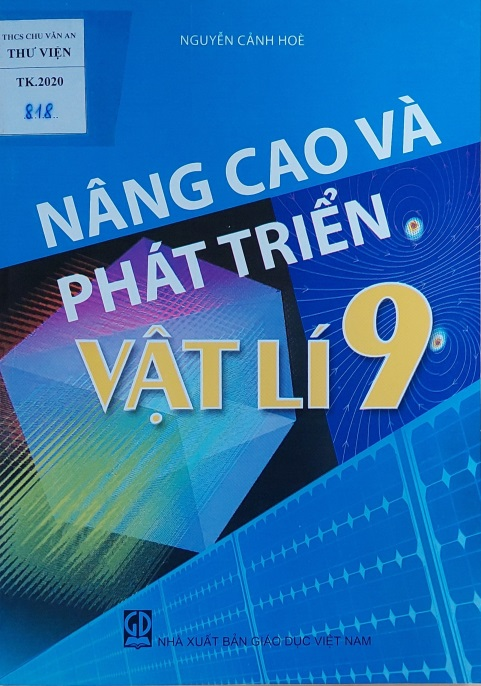 THCS CHU VĂN AN
THƯ VIỆN
TK.2020
818
NGUYỄN CẢNH HOÈ
NÂNG CAO VÀ
PHÁT TRIỂN
VẬT LÍ 9
GD
NHÀ XUẤT BẢN GIÁO DỤC VIỆT NAM